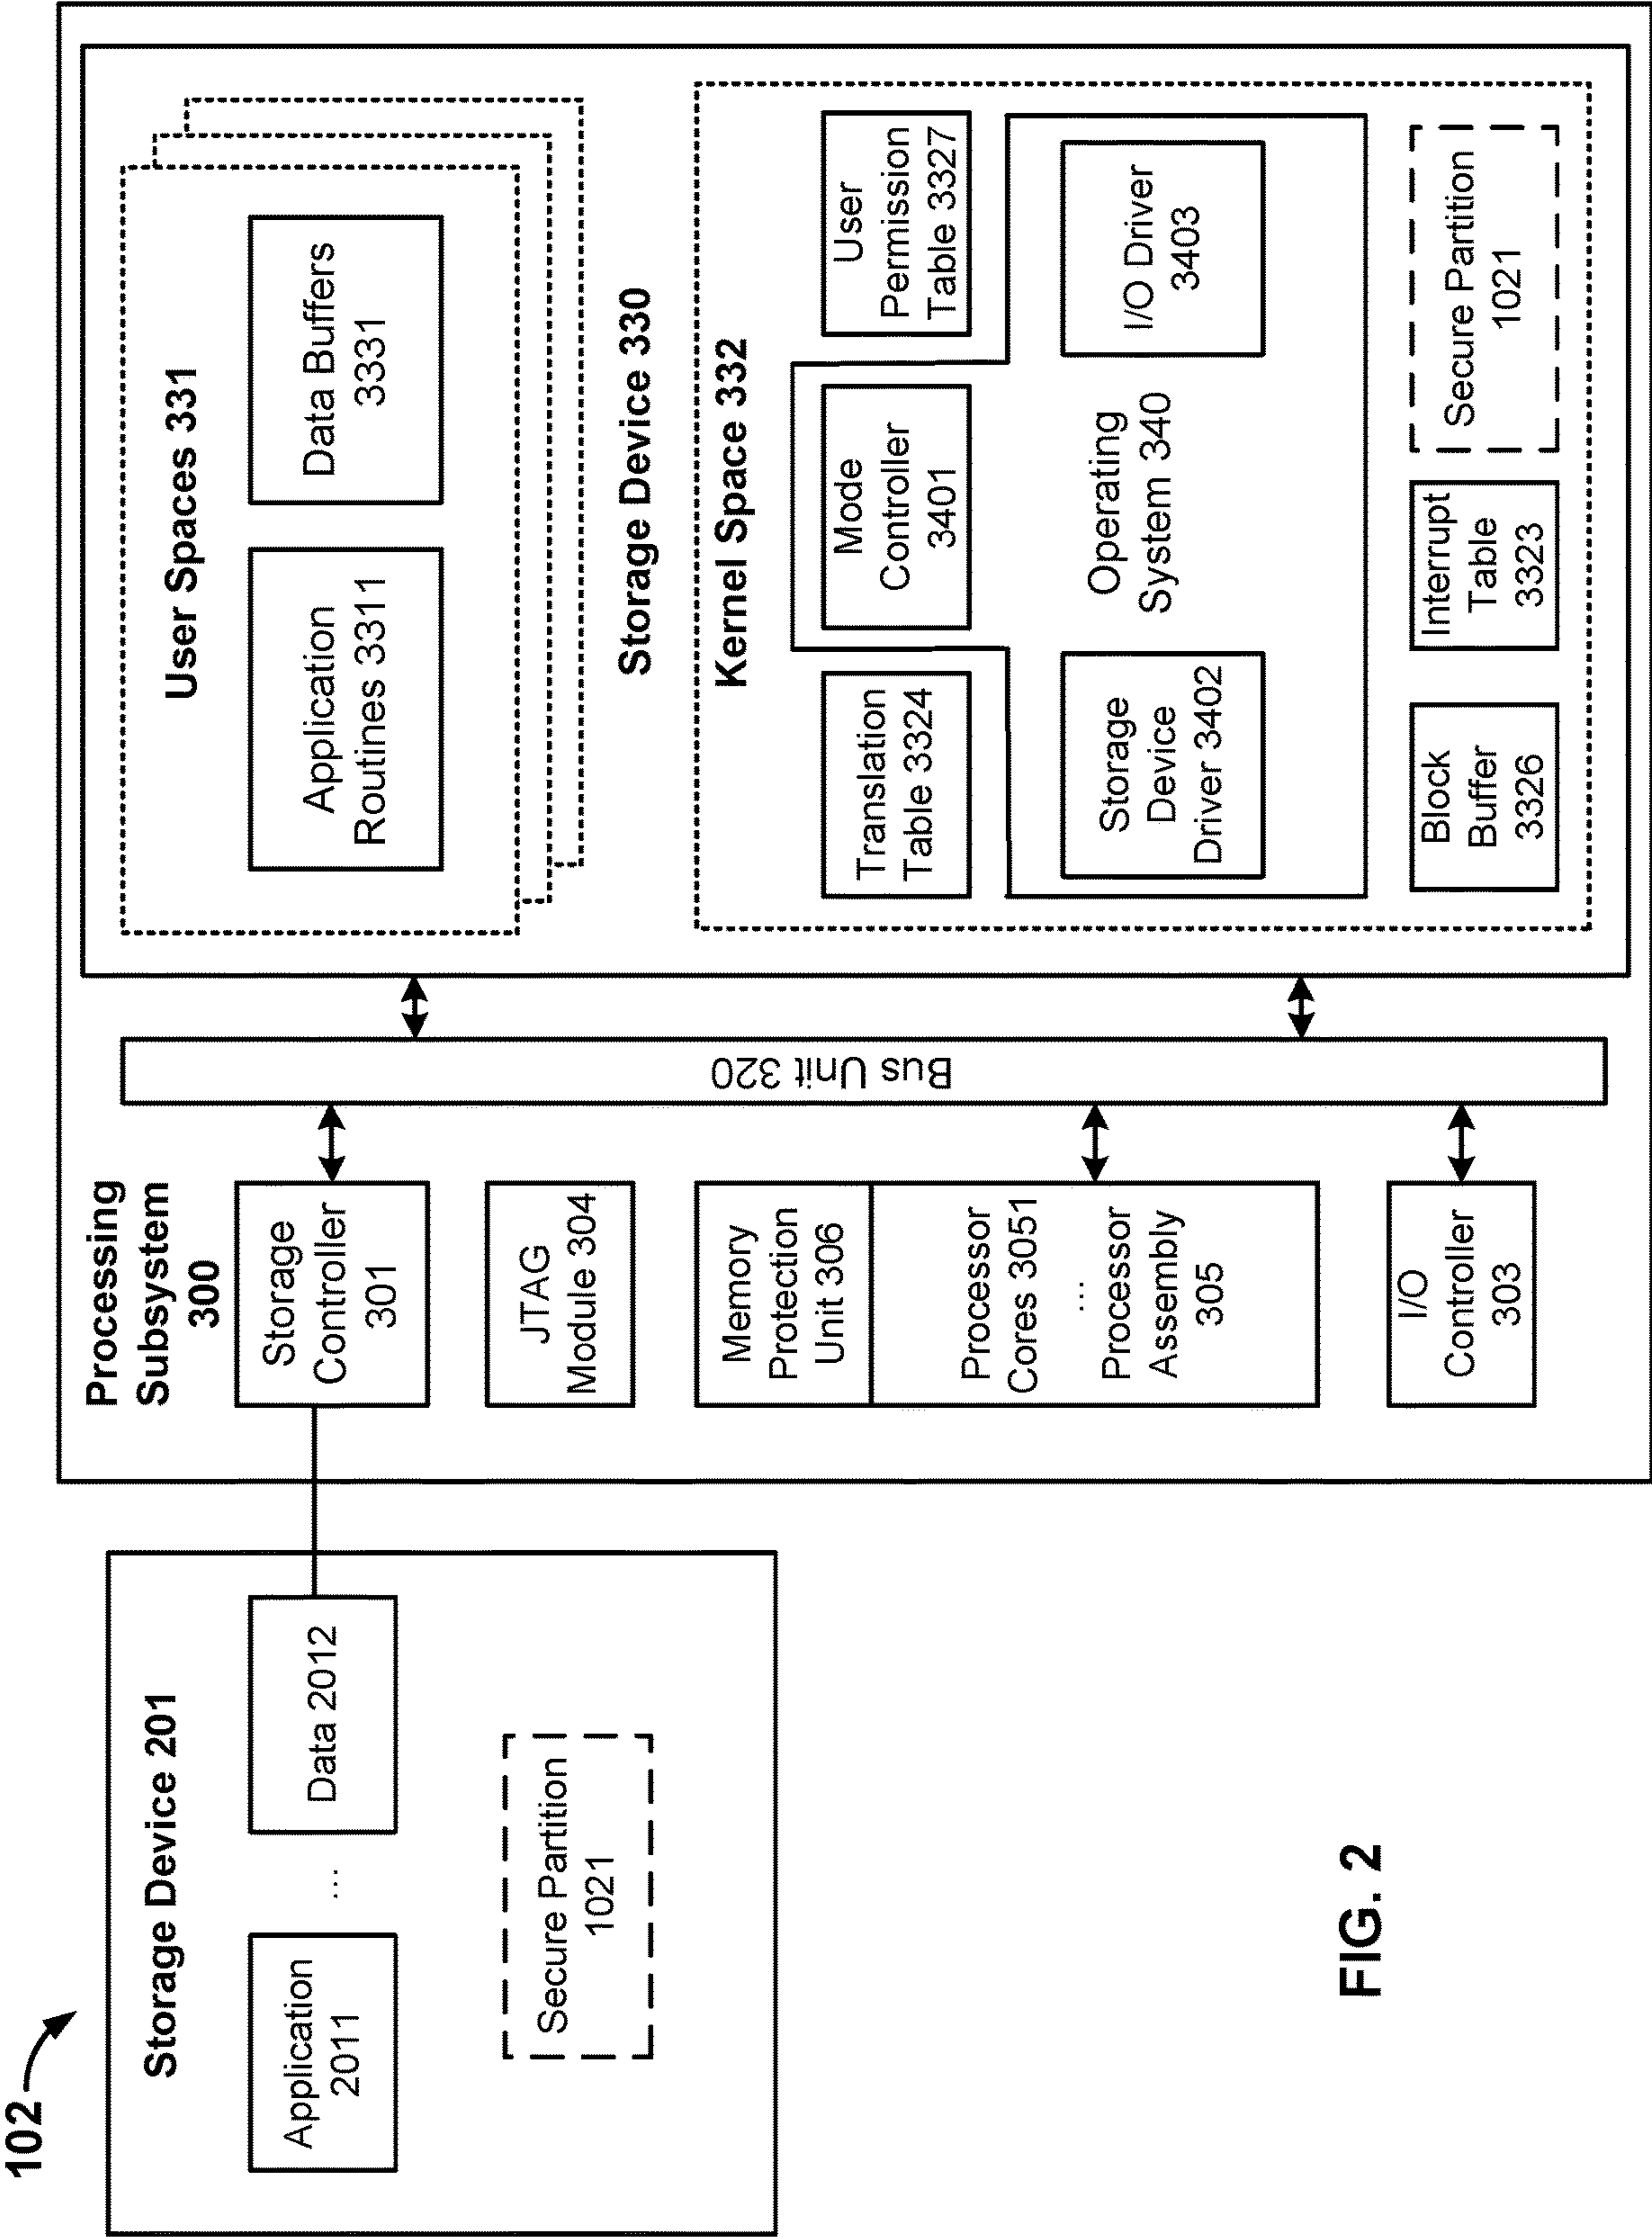 102
Storage Device 201
Application
2011
...
Data 2012
Secure Partition
1021
Processing
Subsystem
300
Storage
Controller
301
JTAG
Module 304
Memory
Protection
Unit 306
Processor
Cores 3051
...
Processor
Assembly
305
I/O
Controller
303
Bus Unit 320
User Spaces 331
Application
Routines 3311
Data Buffers
3331
Storage Device 330
Kernel Space 332
Translation
Table 3324
Mode
Controller
3401
User
Permission
Table 3327
Storage
Device
Driver 3402
Operating
System 340
I/O Driver
3403
Block
Buffer
3326
Interrupt
Table
3323
Secure Partition
1021
FIG. 2